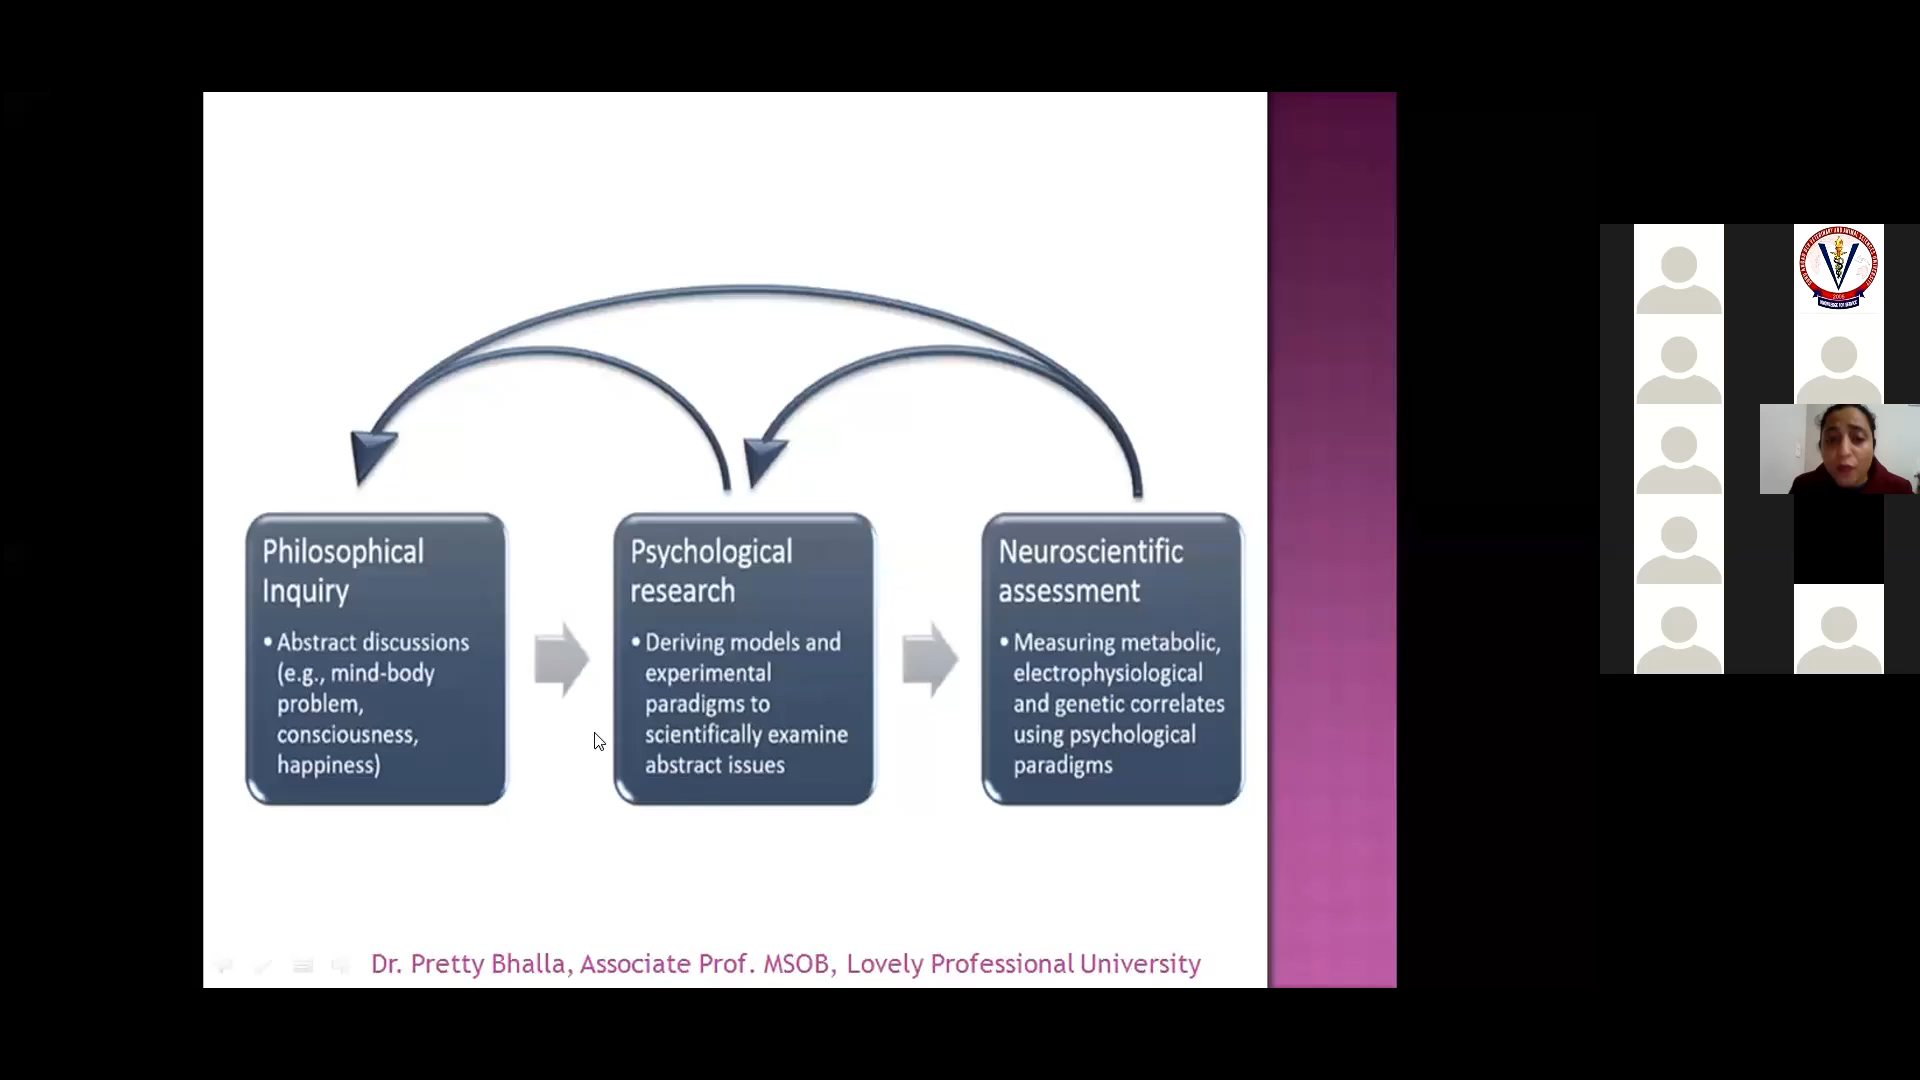 Philosophical
Inquiry
• Abstract discussions
(e.g., mind-body
problem,
consciousness,
happiness)
Psychological
research
• Deriving models and
experimental
paradigms to
scientifically examine
abstract issues
Neuroscientific
assessment
• Measuring metabolic,
electrophysiological
and genetic correlates
using psychological
paradigms
Dr. Pretty Bhalla, Associate Prof. MSOB, Lovely Professional University